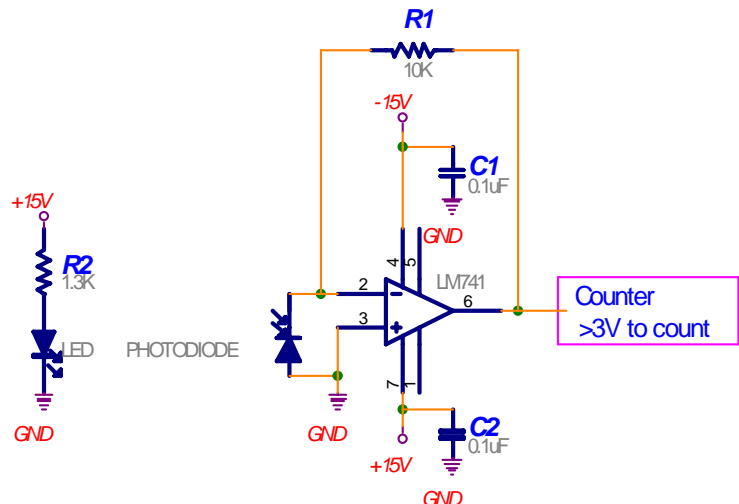 R1
10K
-15V
C1
0.1uF
GND
+15V
R2
1.3K
LED
GND
PHOTODIODE
4
5
LM741
2
3
6
7
1
GND
Counter
>3V to count
C2
0.1uF
+15V
GND